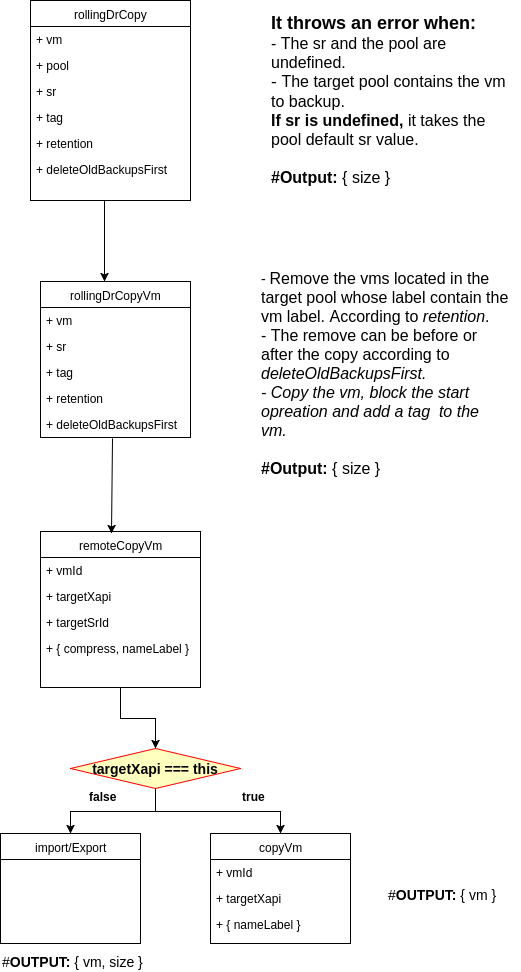 rollingDrCopy
+ vm
+ pool
+ sr
+ tag
+ retention
+ deleteOldBackupsFirst
It throws an error when:
- The sr and the pool are
undefined.
- The target pool contains the vm
to backup.
If sr is undefined, it takes the
pool default sr value.
#Output: { size }
rollingDrCopyVm
+ vm
+ sr
+ tag
+ retention
+ deleteOldBackupsFirst
- Remove the vms located in the
target pool whose label contain the
vm label. According to retention.
- The remove can be before or
after the copy according to
deleteOldBackupsFirst.
- Copy the vm, block the start
opreation and add a tag  to the
vm.
#Output: { size }
remoteCopyVm
+ vmId
+ targetXapi
+ targetSrId
+ { compress, nameLabel }
targetXapi === this
false
true
import/Export
#OUTPUT: { vm, size }
copyVm
+ vmId
+ targetXapi
+ { nameLabel }
#OUTPUT: { vm }